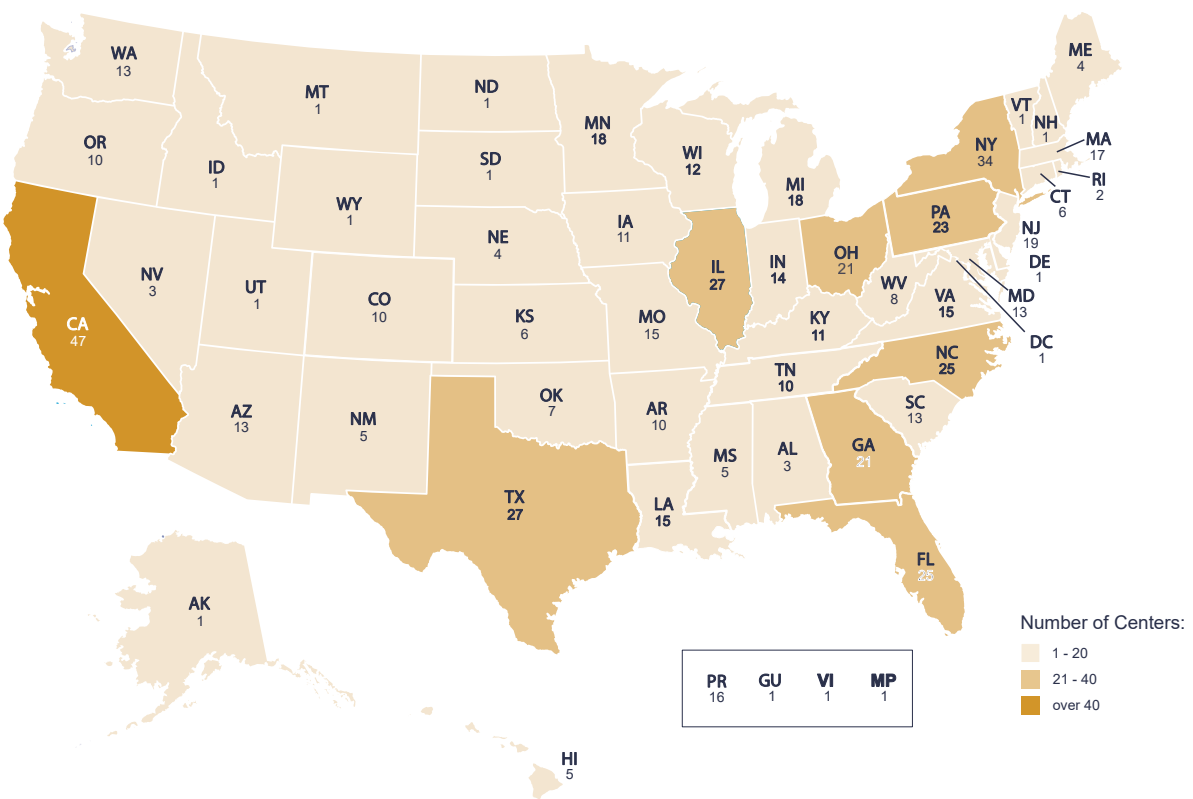 WA
13
OR
10
CA
47
NV
3
ID
1
MT
1
WY
1
UT
1
AZ
13
CO
10
NM
5
ND
1
SD
1
NE
4
KS
6
OK
7
TX
27
MN
18
IA
11
MO
15
AR
10
LA
15
WI
12
IL
27
MI
18
IN
14
OH
21
KY
11
TN
10
MS
5
AL
3
GA
21
FL
25
SC
13
NC
25
VA
15
WV
8
PA
23
NY
34
VT
1
NH
1
ME
4
MA
17
RI
2
CT
6
NJ
19
DE
1
MD
13
DC
1
AK
1
HI
5
PR
16
GU
1
VI
1
MP
1
Number of Centers:
1 - 20
21 - 40
over 40